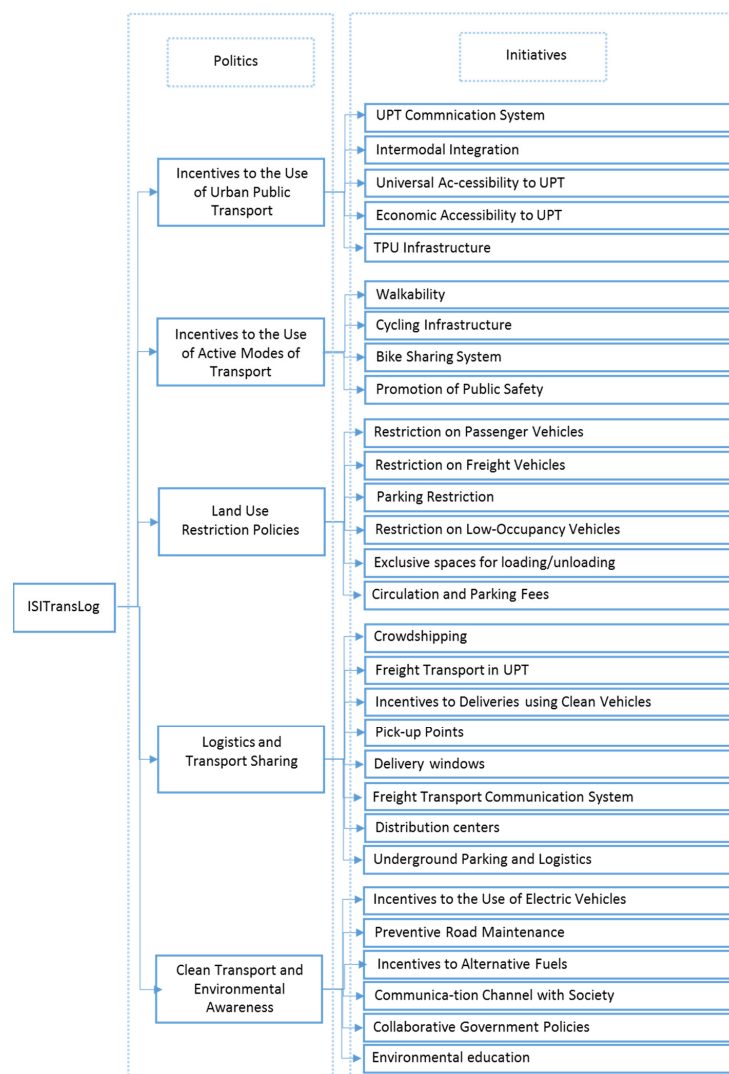 Politics
Initiatives
ISITransLog
Incentives to the Use
of Urban Public
Transport
UPT Commnication System
Intermodal Integration
Universal Ac-cessibility to UPT
Economic Accessibility to UPT
TPU Infrastructure
Incentives to the Use
of Active Modes of
Transport
Walkability
Cycling Infrastructure
Bike Sharing System
Promotion of Public Safety
Land Use
Restriction Policies
Restriction on Passenger Vehicles
Restriction on Freight Vehicles
Parking Restriction
Restriction on Low-Occupancy Vehicles
Exclusive spaces for loading/unloading
Circulation and Parking Fees
Logistics and
Transport Sharing
Crowdshipping
Freight Transport in UPT
Incentives to Deliveries using Clean Vehicles
Pick-up Points
Delivery windows
Freight Transport Communication System
Distribution centers
Underground Parking and Logistics
Clean Transport and
Environmental
Awareness
Incentives to the Use of Electric Vehicles
Preventive Road Maintenance
Incentives to Alternative Fuels
Communica-tion Channel with Society
Collaborative Government Policies
Environmental education